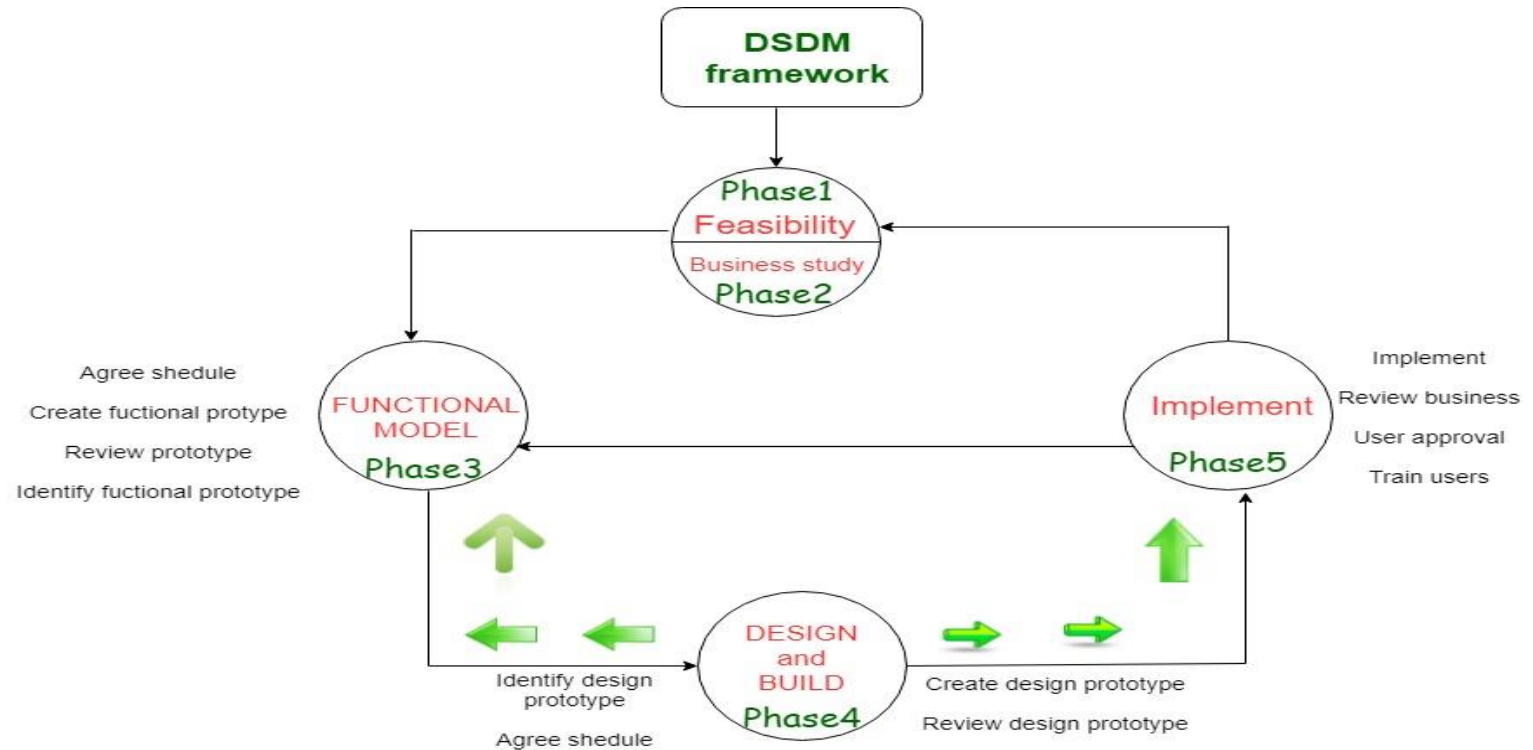 DSDM
framework
Phase1
Feasibility
Business study
Phase2
Agree shedule
Create fuctional protype
Review prototype
Identify fuctional prototype
FUNCTIONAL
MODEL
Phase3
Implement
Phase5
Implement
Review business
User approval
Train users
DESIGN
and
BUILD
Phase4
Identify design
prototype
Agree shedule
Create design prototype
Review design prototype